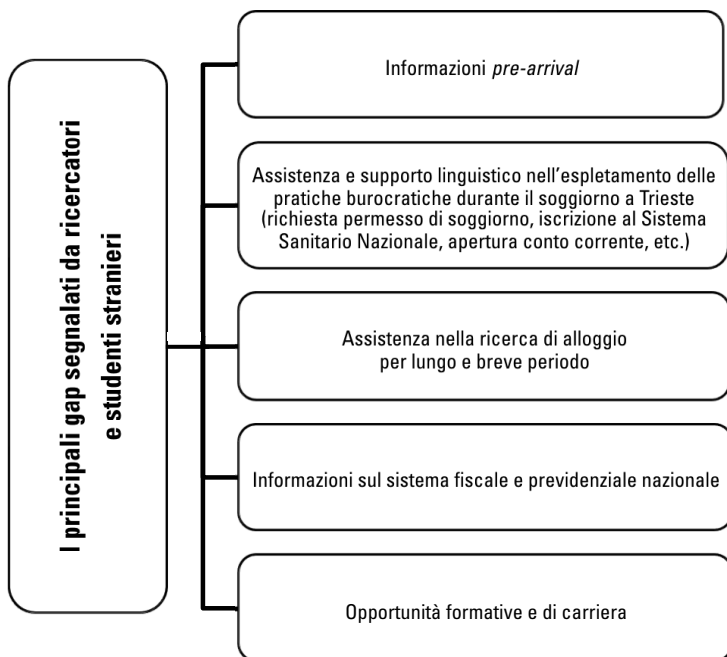 I principali gap segnalati da ricercatori
e studenti stranieri
Informazioni pre-arrival
Assistenza e supporto linguistico nell'espletamento delle
pratiche burocratiche durante il soggiorno a Trieste
(richiesta permesso di soggiorno, iscrizione al Sistema
Sanitario Nazionale, apertura conto corrente, etc.)
Assistenza nella ricerca di alloggio
per lungo e breve periodo
Informazioni sul sistema fiscale e previdenziale nazionale
Opportunità formative e di carriera